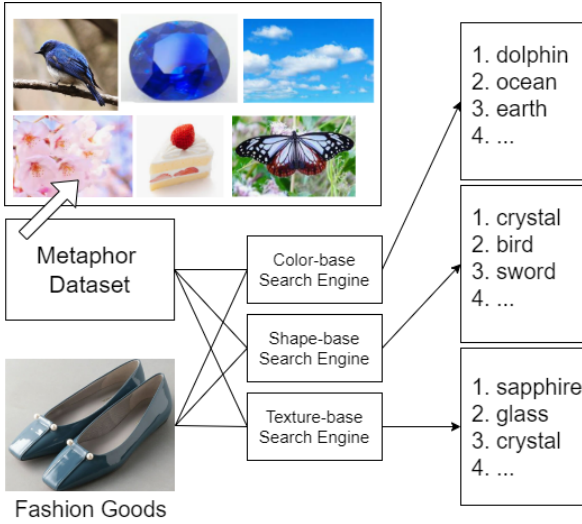 1. dolphin
2. ocean
3. earth
4. ...
Metaphor
Dataset
Color-base
Search Engine
1. crystal
2. bird
3. sword
4. ...
Shape-base
Search Engine
Texture-base
Search Engine
1. sapphire
2. glass
3. crystal
4. ...
Fashion Goods